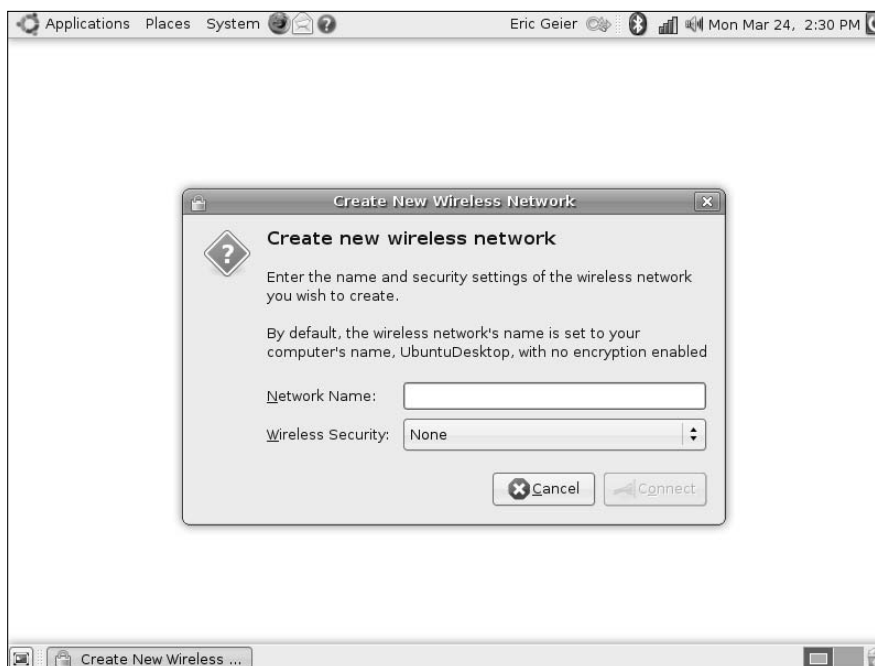 Applications Places System Eric Geier Mon Mar 24, 2:30 PM
Create New Wireless Network
Create new wireless network
Enter the name and security settings of the wireless network
you wish to create.
By default, the wireless network's name is set to your
computer's name, UbuntuDesktop, with no encryption enabled
Network Name:
Wireless Security: None
Cancel Connect
Create New Wireless ...